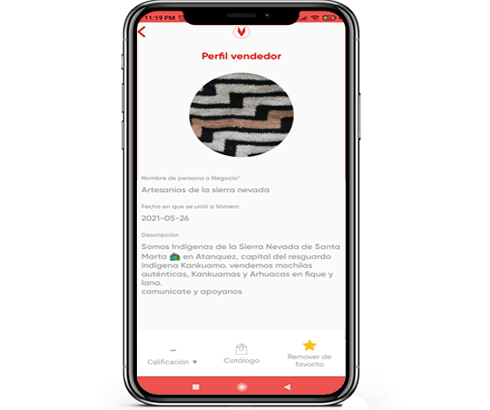 11:19 PM
Perfil vendedor
Nombre de persona o Negocio*
Artesanias de la sierra nevada
Fecha en que se unió a Vomerc
2021-05-26
Descripción
Somos Indigenas de la Sierra Nevada de Santa
Marta en Atanquez, capital del resguardo
indígena Kankuamo. vendemos mochilas
auténticas, Kankuamas y Arhuacas en fique y
lana.
comunicate y apoyanos
Calificación
Catálogo
Remover de
favorito